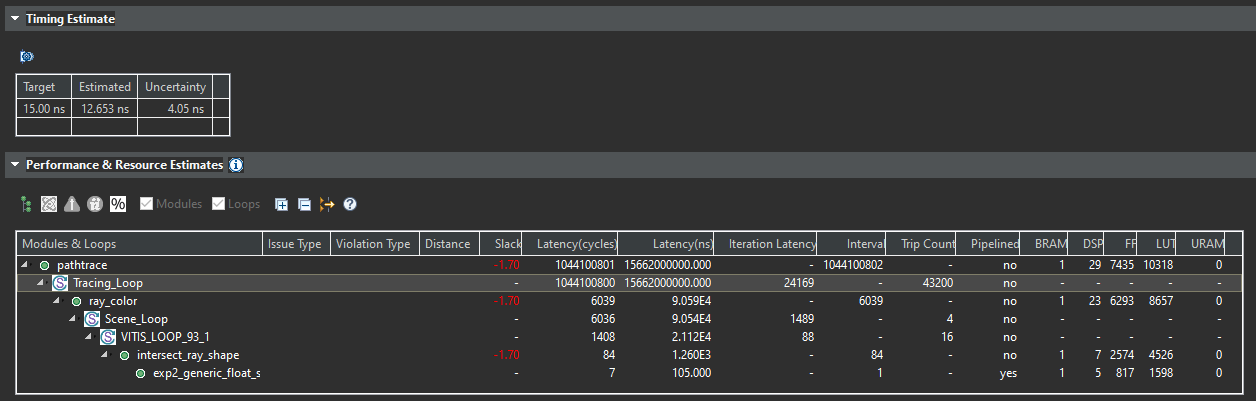 Timing Estimate
Target Estimated Uncertainty
15.00 ns 12.653 ns 4.05 ns
Performance & Resource Estimates
% Modules Loops
Modules & Loops Issue Type Violation Type Distance Slack Latency(cycles) Latency(ns) Iteration Latency Interval Trip Count Pipelined BRAM DSP FF LUT URAM
pathtrace -1.70 1044100801 15662000000.000 - 1044100802 - no 1 29 7435 10318 0
Tracing_Loop - 1044100800 15662000000.000 24169 - 43200 no - - - - -
ray_color -1.70 6039 9.059E4 - 6039 - no 1 23 6293 8657 0
Scene_Loop - 6036 9.054E4 1489 - 4 no - - - - -
VITIS_LOOP_93_1 - 1408 2.112E4 88 - 16 no - - - - -
intersect_ray_shape -1.70 84 1.260E3 - 84 - no 1 7 2574 4526 0
exp2_generic_float_s - 7 105.000 - 1 - yes 1 5 817 1598 0